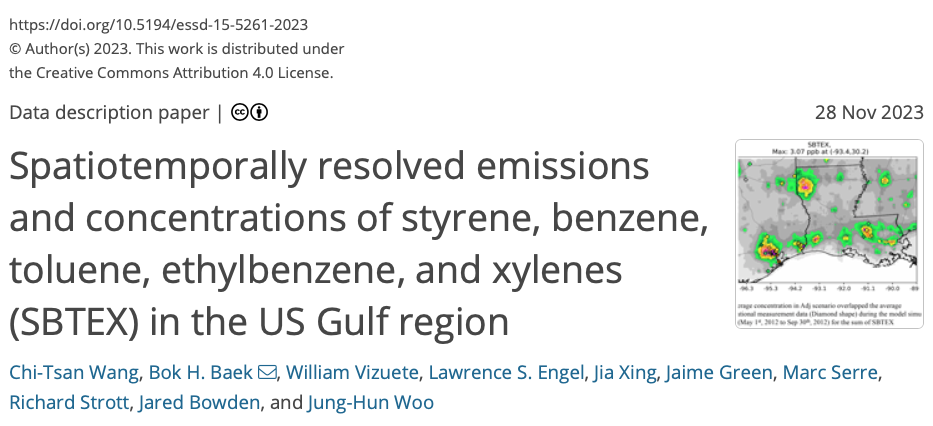 https://doi.org/10.5194/essd-15-5261-2023
© Author(s) 2023. This work is distributed under
the Creative Commons Attribution 4.0 License.
Data description paper |
28 Nov 2023
Spatiotemporally resolved emissions
and concentrations of styrene, benzene,
toluene, ethylbenzene, and xylenes
(SBTEX) in the US Gulf region
SBTEX,
Max: 3.07 ppb at (-93.4,30.2)
-96.3 -95.3 -94.2 -93.1 -92.0 -91.1 -90.0 -89
rage concentration in Adj scenario overlapped the average
tional measurement data (Diamond shape) during the model simu
(May 1st, 2012 to Sep 30th, 2012) for the sum of SBTEX
Chi-Tsan Wang, Bok H. Baek, William Vizuete, Lawrence S. Engel, Jia Xing, Jaime Green, Marc Serre,
Richard Strott, Jared Bowden, and Jung-Hun Woo